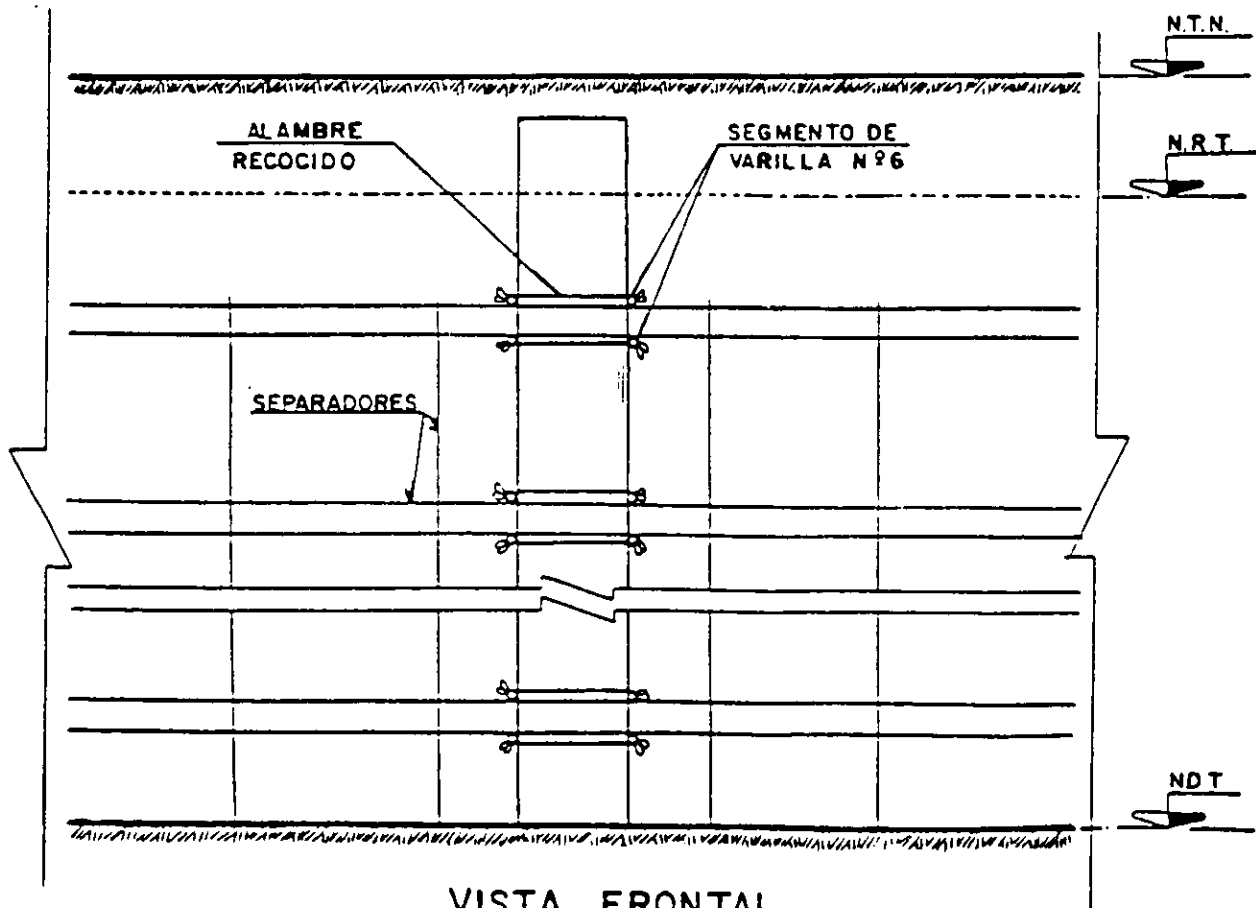 N.T.N.
ALAMBRE
RECOCIDO
SEGMENTO DE
VARILLA Nº6
N.R.T.
SEPARADORES
NDT
VISTA FRONTAL